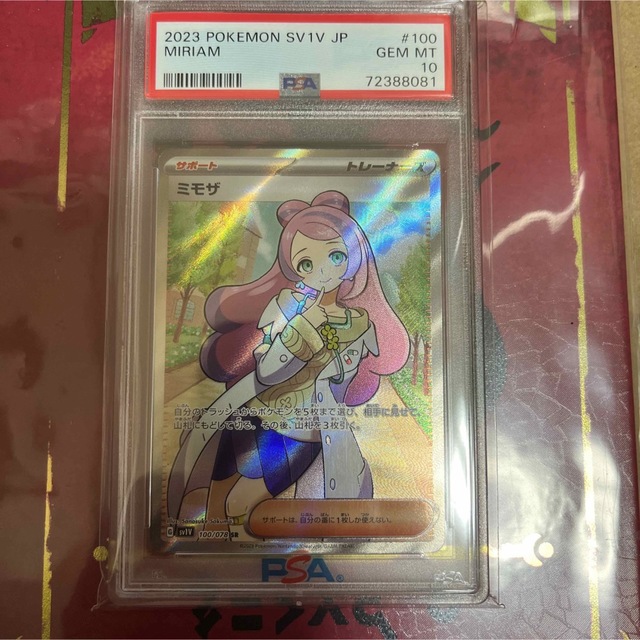 2023 POKEMON SV1V JP #100
MIRIAM GEM MT
10
PSA 72388081
サポート トレーナ
ミモザ
自分のトラッシュからポケモンを5枚まで選び、相手に見せて、
山札にもどして切る。その後、山札を3枚引く。
サポートは、自分の番に1枚しか使えない。
SV1V 100/078 SR
PSA